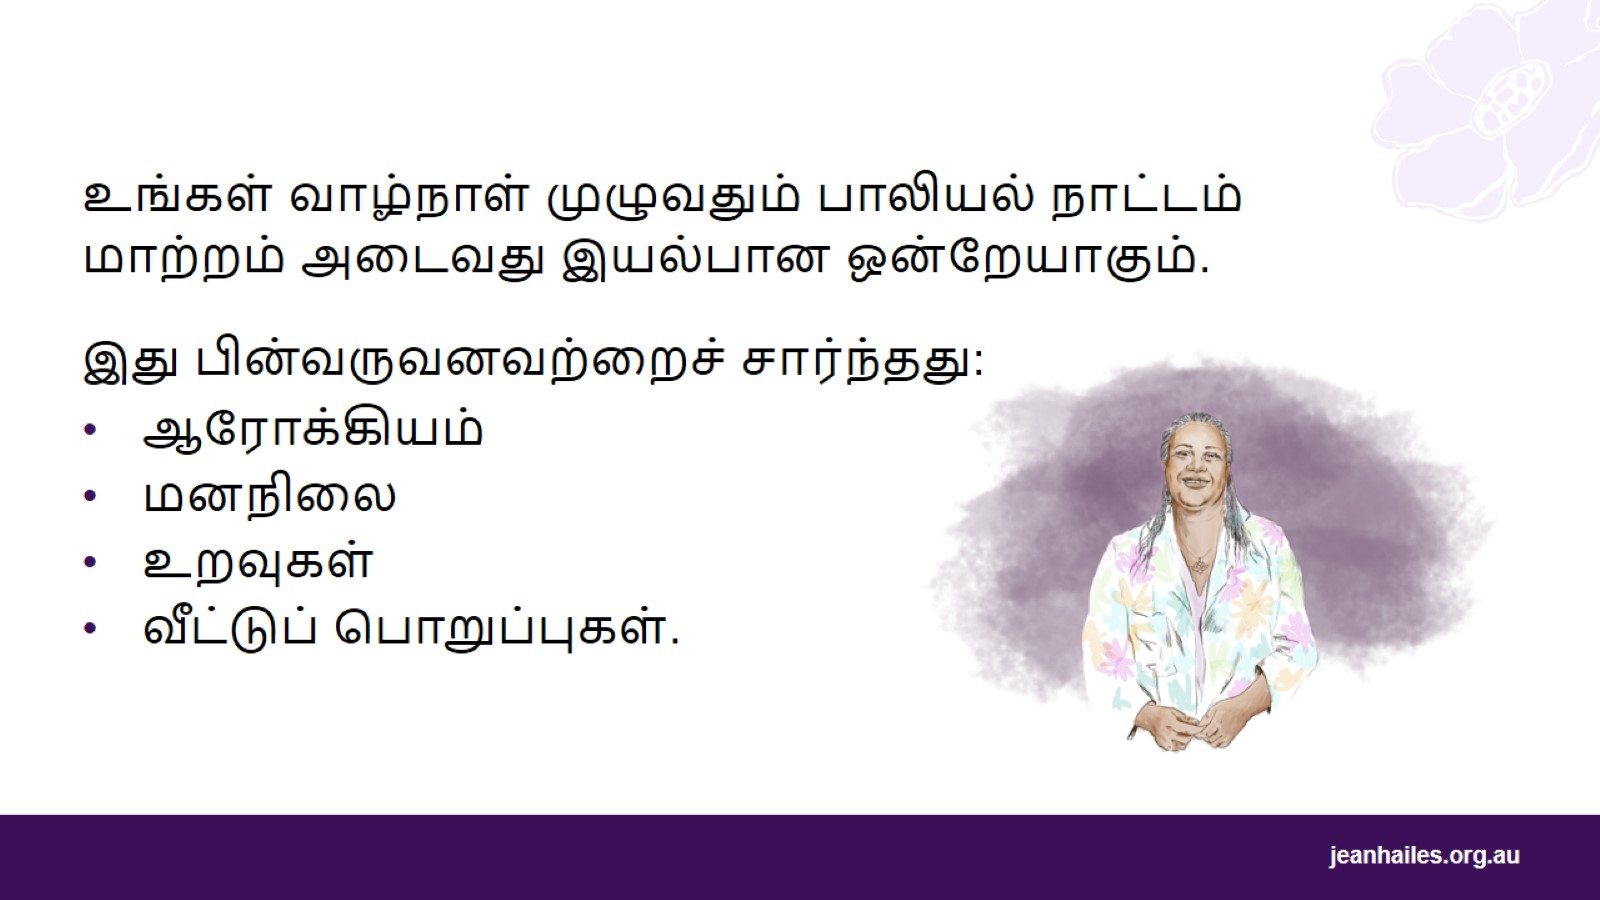 உங்கள் வாழ்நாள் முழுவதும் பாலியல் நாட்டம்
மாற்றம் அடைவது இயல்பான ஒன்றேயாகும்.
இது பின்வருவனவற்றைச் சார்ந்தது:
• ஆரோக்கியம்
• மனநிலை
• உறவுகள்
• வீட்டுப் பொறுப்புகள்.
jeanhailes.org.au